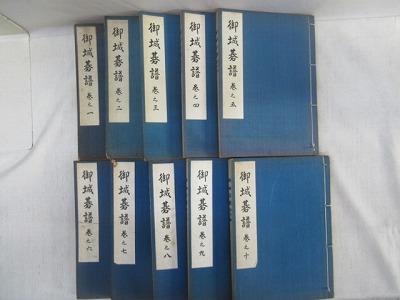 御城碁譜 巻之一
御城碁譜 巻之二
御城碁譜 巻之三
御城碁譜 巻之四
御城碁譜 巻之五
御城碁譜 巻之六
御城碁譜 巻之七
御城碁譜 巻之八
御城碁譜 巻之九
御城碁譜 巻之十